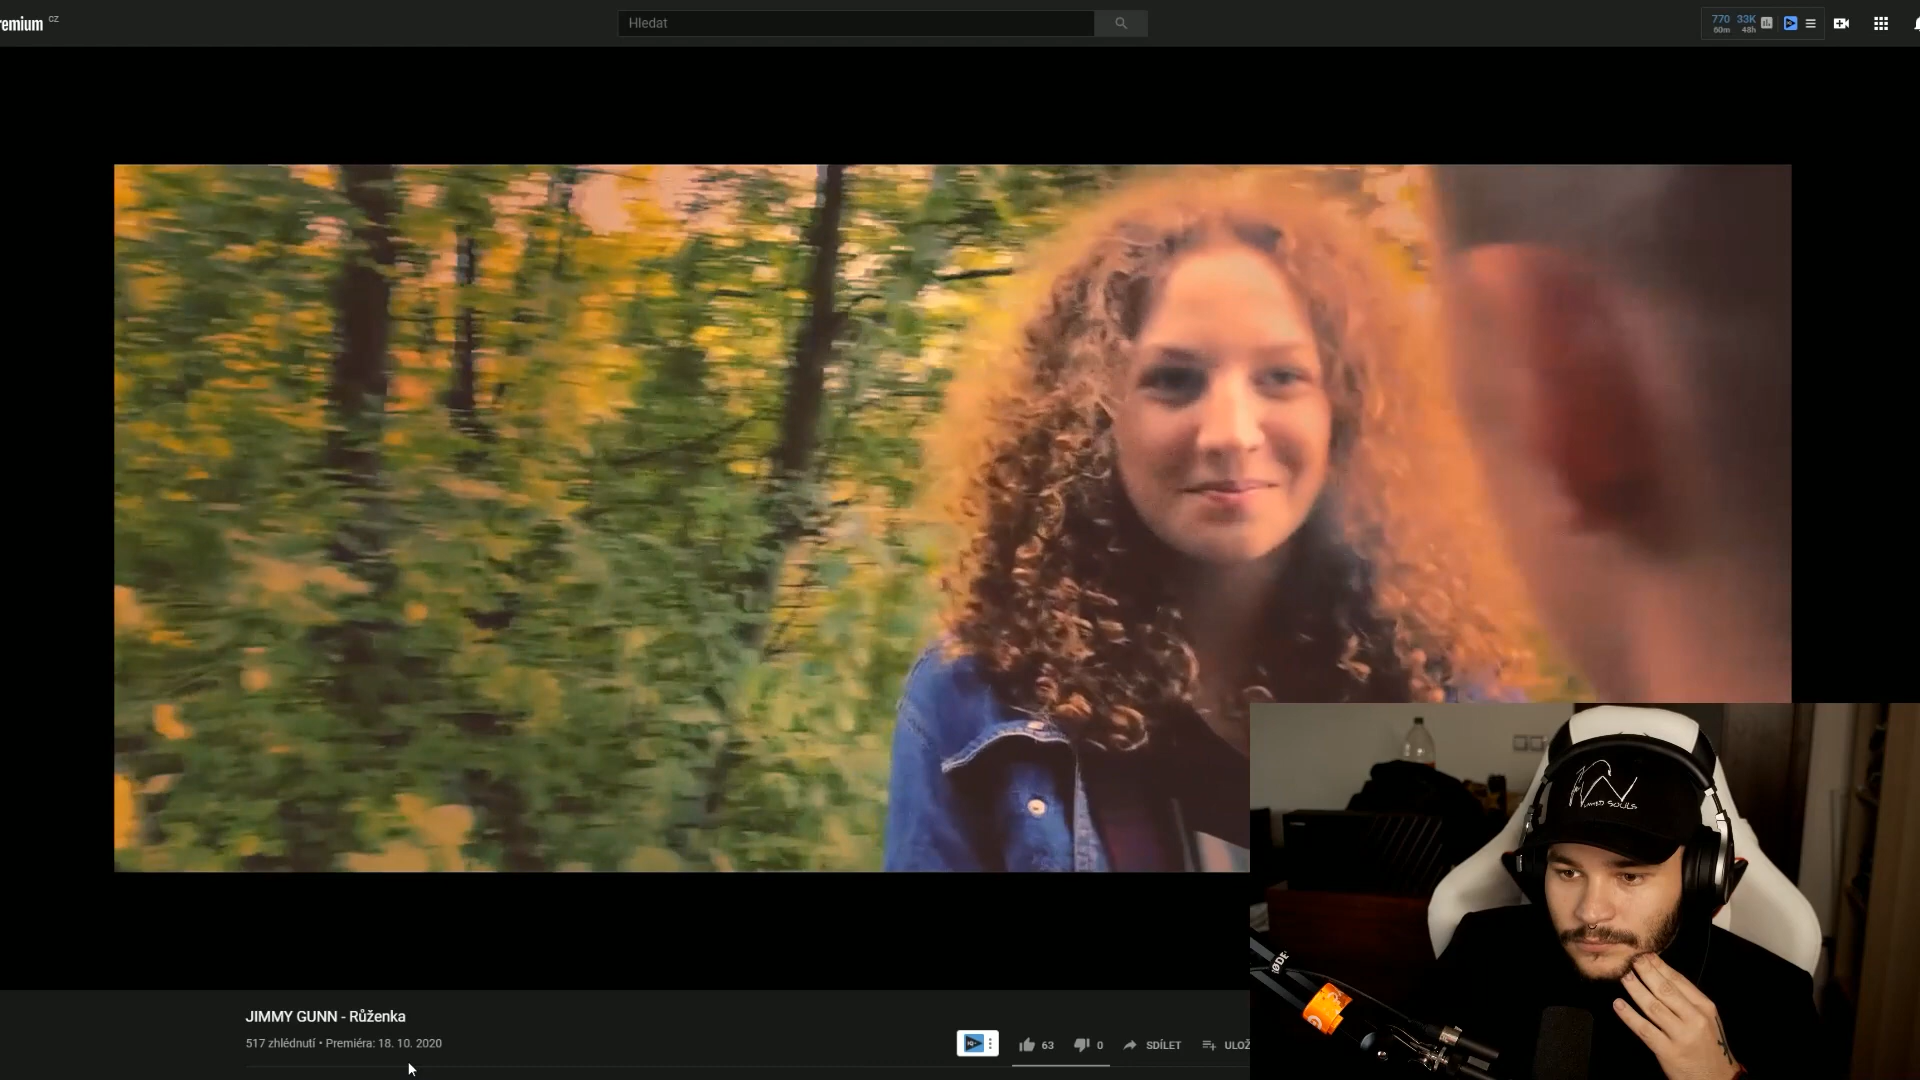 remium CZ
Hledat
770 33K
60m 48h
RØDE
JIMMY GUNN - Růženka
517 zhlédnutí • Premiéra: 18. 10. 2020
63 0 SDÍLET ULOŽ